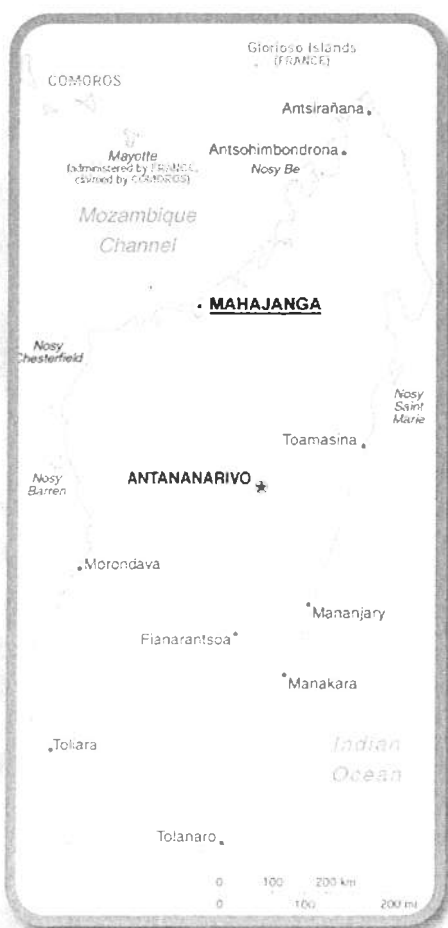 Glorioso Islands
(FRANCE)
COMOROS
Antsirañana
Antsohimbondrona
Nosy Be
Mayotte
(administered by FRANCE,
claimed by COMOROS)
Mozambique
Channel
MAHAJANGA
Nosy
Chesterfield
Nosy
Saint
Marie
Toamasina
ANTANANARIVO
Nosy
Barren
Morondava
Mananjary
Fianarantsoa
Manakara
Toliara
Indian
Ocean
Tolanaro
0 100 200 km
0 100 200 mi